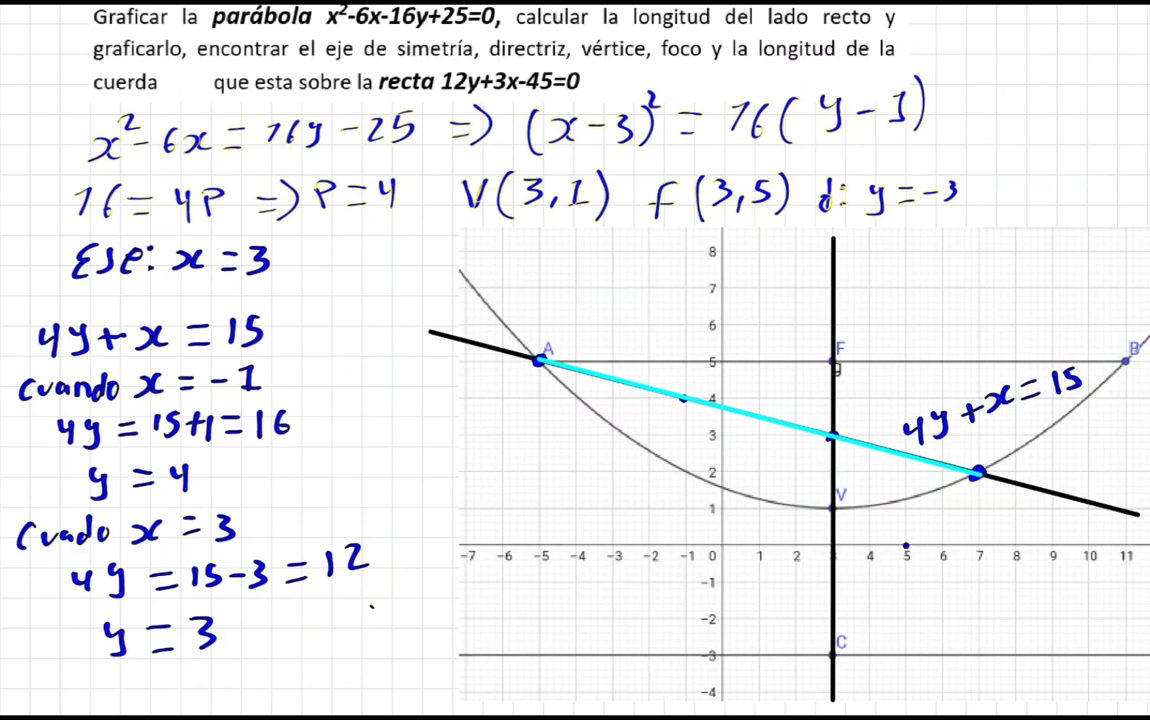 Graficar la parábola x²-6x-16y+25=0, calcular la longitud del lado recto y
graficarlo, encontrar el eje de simetría, directriz, vértice, foco y la longitud de la
cuerda que esta sobre la recta 12y+3x-45=0
x² - 6x = 16y - 25 => (x - 3)² = 16(y - 1)
16 = 4P => P = 4 V(3,1) f(3,5) d: y = -3
Eje: x = 3
4y + x = 15
Cuando x = -1
4y = 15+1 = 16
y = 4
Cuado x = 3
4y = 15 - 3 = 12
y = 3
8
7
6
A F B
5
4
4y + x = 15
3
2
V
1
-7 -6 -5 -4 -3 -2 -1 0 1 2 3 4 5 6 7 8 9 10 11
-1
-2
C
-3
-4